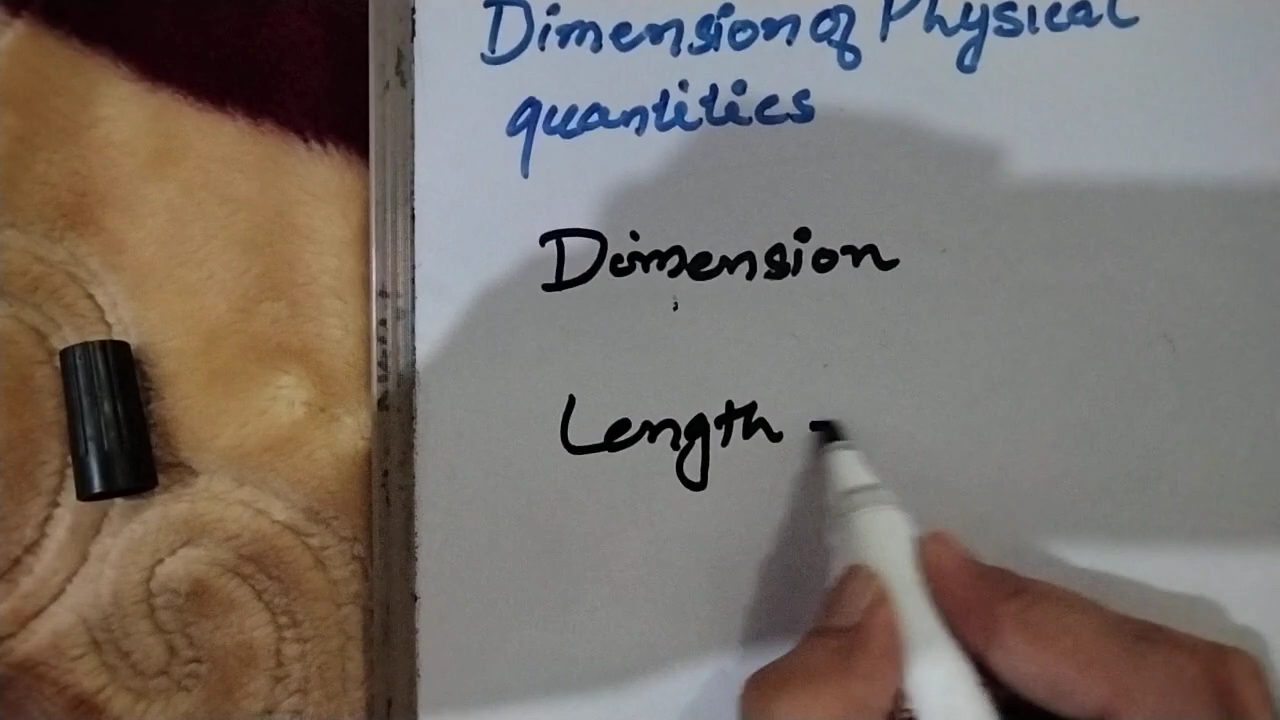 Dimension of Physical
quantities
Dimension
Length -